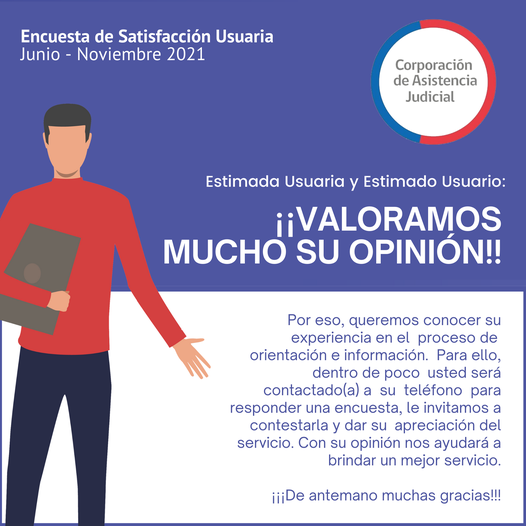 Encuesta de Satisfacción Usuaria
Junio - Noviembre 2021
Corporación
de Asistencia
Judicial
Estimada Usuaria y Estimado Usuario:
¡¡VALORAMOS
MUCHO SU OPINIÓN!!
Por eso, queremos conocer su
experiencia en el proceso de
orientación e información. Para ello,
dentro de poco usted será
contactado(a) a su teléfono para
responder una encuesta, le invitamos a
contestarla y dar su apreciación del
servicio. Con su opinión nos ayudará a
brindar un mejor servicio.
¡¡¡De antemano muchas gracias!!!